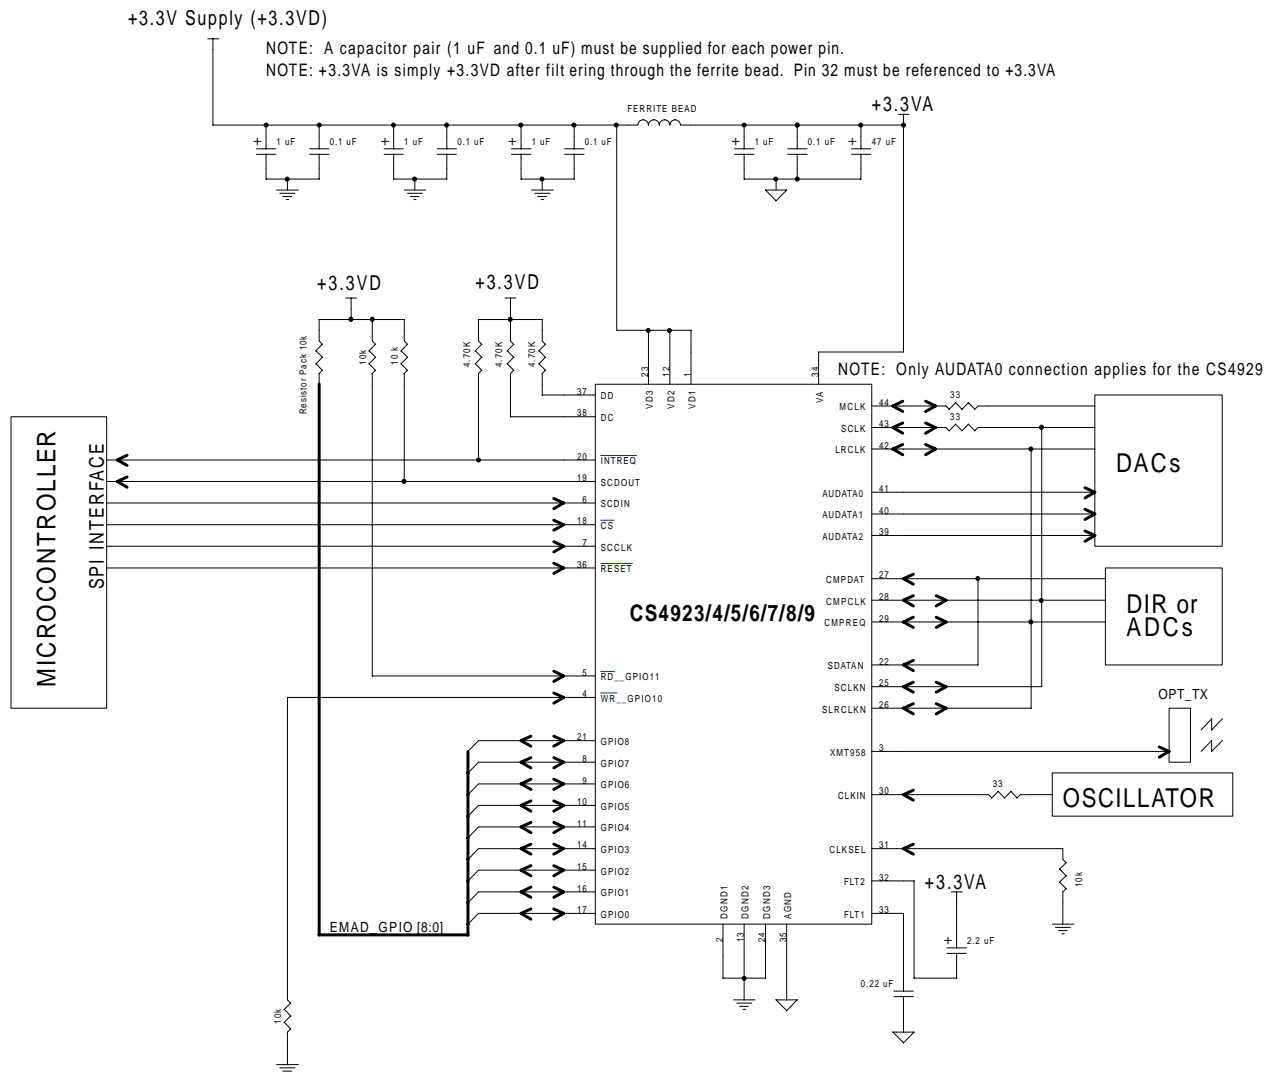 +3.3V Supply (+3.3VD)
NOTE: A capacitor pair (1 uF and 0.1 uF) must be supplied for each power pin.
NOTE: +3.3VA is simply +3.3VD after filt ering through the ferrite bead. Pin 32 must be referenced to +3.3VA
FERRITE BEAD
+3.3VA
+ 1 uF 0.1 uF + 1 uF 0.1 uF + 1 uF 0.1 uF + 1 uF 0.1 uF + 47 uF
+3.3VD +3.3VD
Resistor Pack 10k
10k
10 k
4.70K
4.70K
4.70K
23 12 1 34
VD3 VD2 VD1 VA
NOTE: Only AUDATA0 connection applies for the CS4929
37 DD
38 DC
20 INTREQ
19 SCDOUT
6 SCDIN
18 CS
7 SCCLK
36 RESET
MICROCONTROLLER
SPI INTERFACE
CS4923/4/5/6/7/8/9
5 RD__GPIO11
4 WR__GPIO10
21 GPIO8
8 GPIO7
9 GPIO6
10 GPIO5
11 GPIO4
14 GPIO3
15 GPIO2
16 GPIO1
17 GPIO0
EMAD_GPIO [8:0]
10k
MCLK 44 33
SCLK 43 33
LRCLK 42
DACs
AUDATA0 41
AUDATA1 40
AUDATA2 39
CMPDAT 27
CMPCLK 28
CMPREQ 29
DIR or
ADCs
SDATAN 22
SCLKN 25
SLRCLKN 26
OPT_TX
XMT958 3
CLKIN 30 33
OSCILLATOR
CLKSEL 31
10k
FLT2 32
+3.3VA
FLT1 33
+ 2.2 uF
0.22 uF
DGND1 DGND2 DGND3 AGND
2 13 24 35